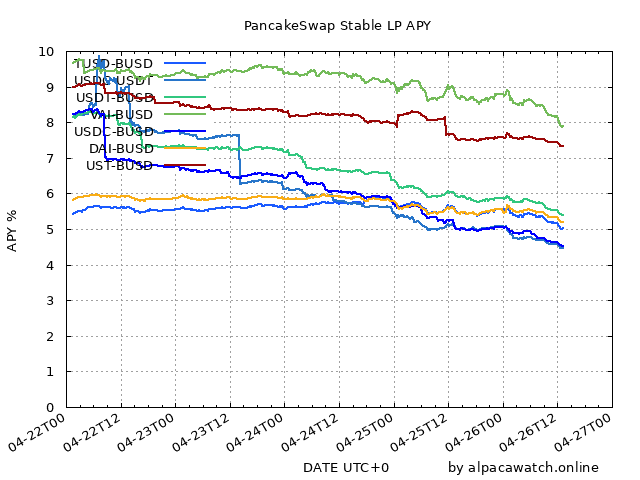 PancakeSwap Stable LP APY
10
9
8
7
6
5
4
3
2
1
0
APY %
TUSD-BUSD
USDC-USDT
USDT-BUSD
VAI-BUSD
USDC-BUSD
DAI-BUSD
UST-BUSD
04-22T00
04-22T12
04-23T00
04-23T12
04-24T00
04-24T12
04-25T00
04-25T12
04-26T00
04-26T12
04-27T00
DATE UTC+0
by alpacawatch.online